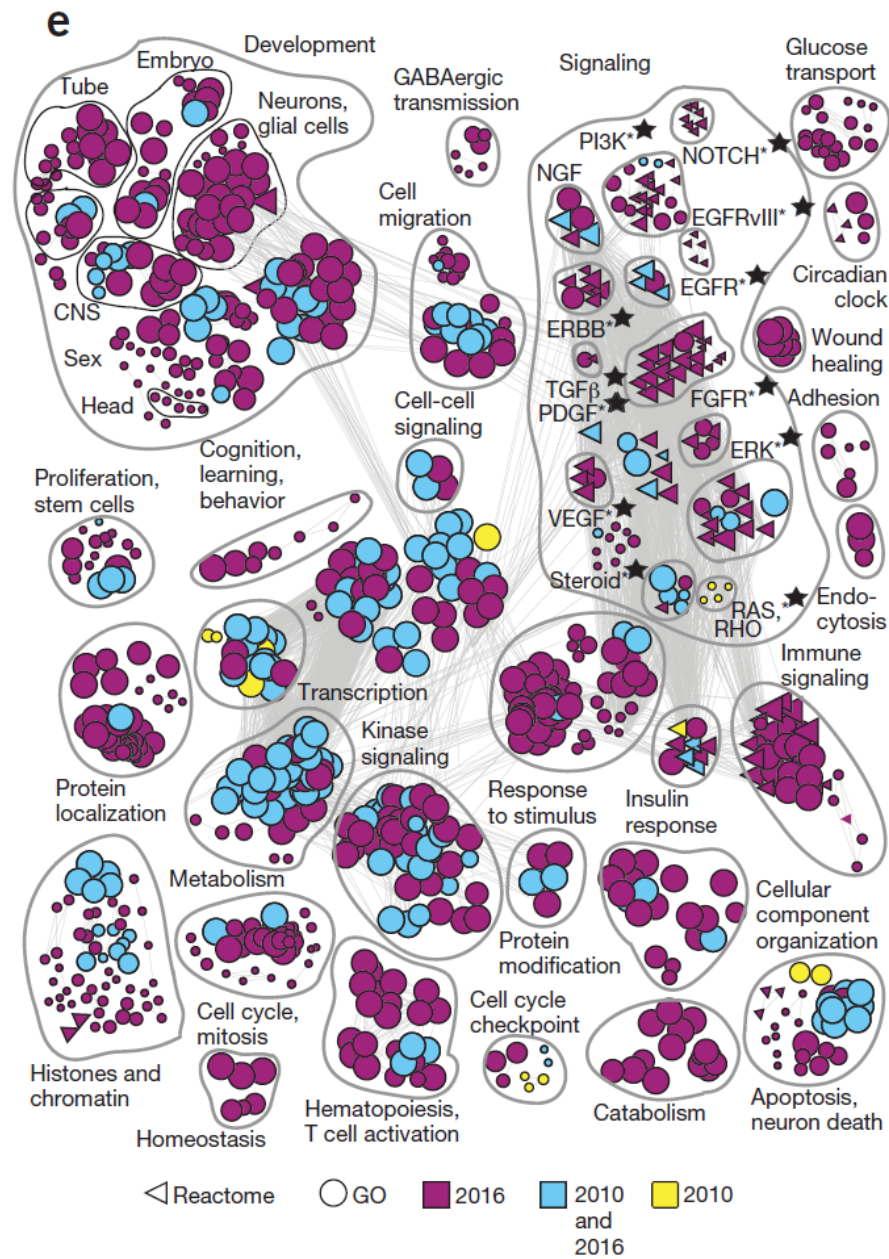 e
Development
Embryo
Tube
Neurons,
glial cells
CNS
Sex
Head
GABAergic
transmission
Signaling
Glucose
transport
PI3K*
NOTCH*
NGF
Cell
migration
EGFRvIII*
EGFR*
Circadian
clock
ERBB*
Wound
healing
TGFβ
PDGF*
FGFR*
Adhesion
Cell-cell
signaling
ERK*
Cognition,
learning,
behavior
Proliferation,
stem cells
VEGF*
Steroid*
RAS,*
RHO
Endo-
cytosis
Immune
signaling
Transcription
Kinase
signaling
Protein
localization
Response
to stimulus
Insulin
response
Metabolism
Protein
modification
Cellular
component
organization
Cell cycle,
mitosis
Cell cycle
checkpoint
Histones and
chromatin
Homeostasis
Hematopoiesis,
T cell activation
Catabolism
Apoptosis,
neuron death
Reactome
GO
2016
2010
and
2016
2010